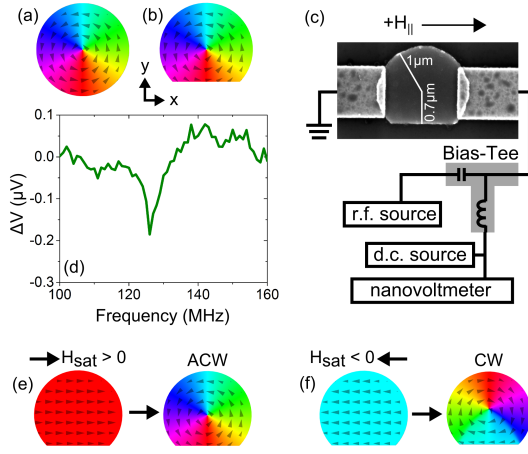 (a)
(b)
(c)
+H||
y
x
1μm
0.7μm
Bias-Tee
r.f. source
d.c. source
nanovoltmeter
ΔV (μV)
0.1
0.0
-0.1
-0.2
0.3
(d)
100
120
140
160
Frequency (MHz)
Hsat > 0
ACW
(e)
Hsat < 0
CW
(f)